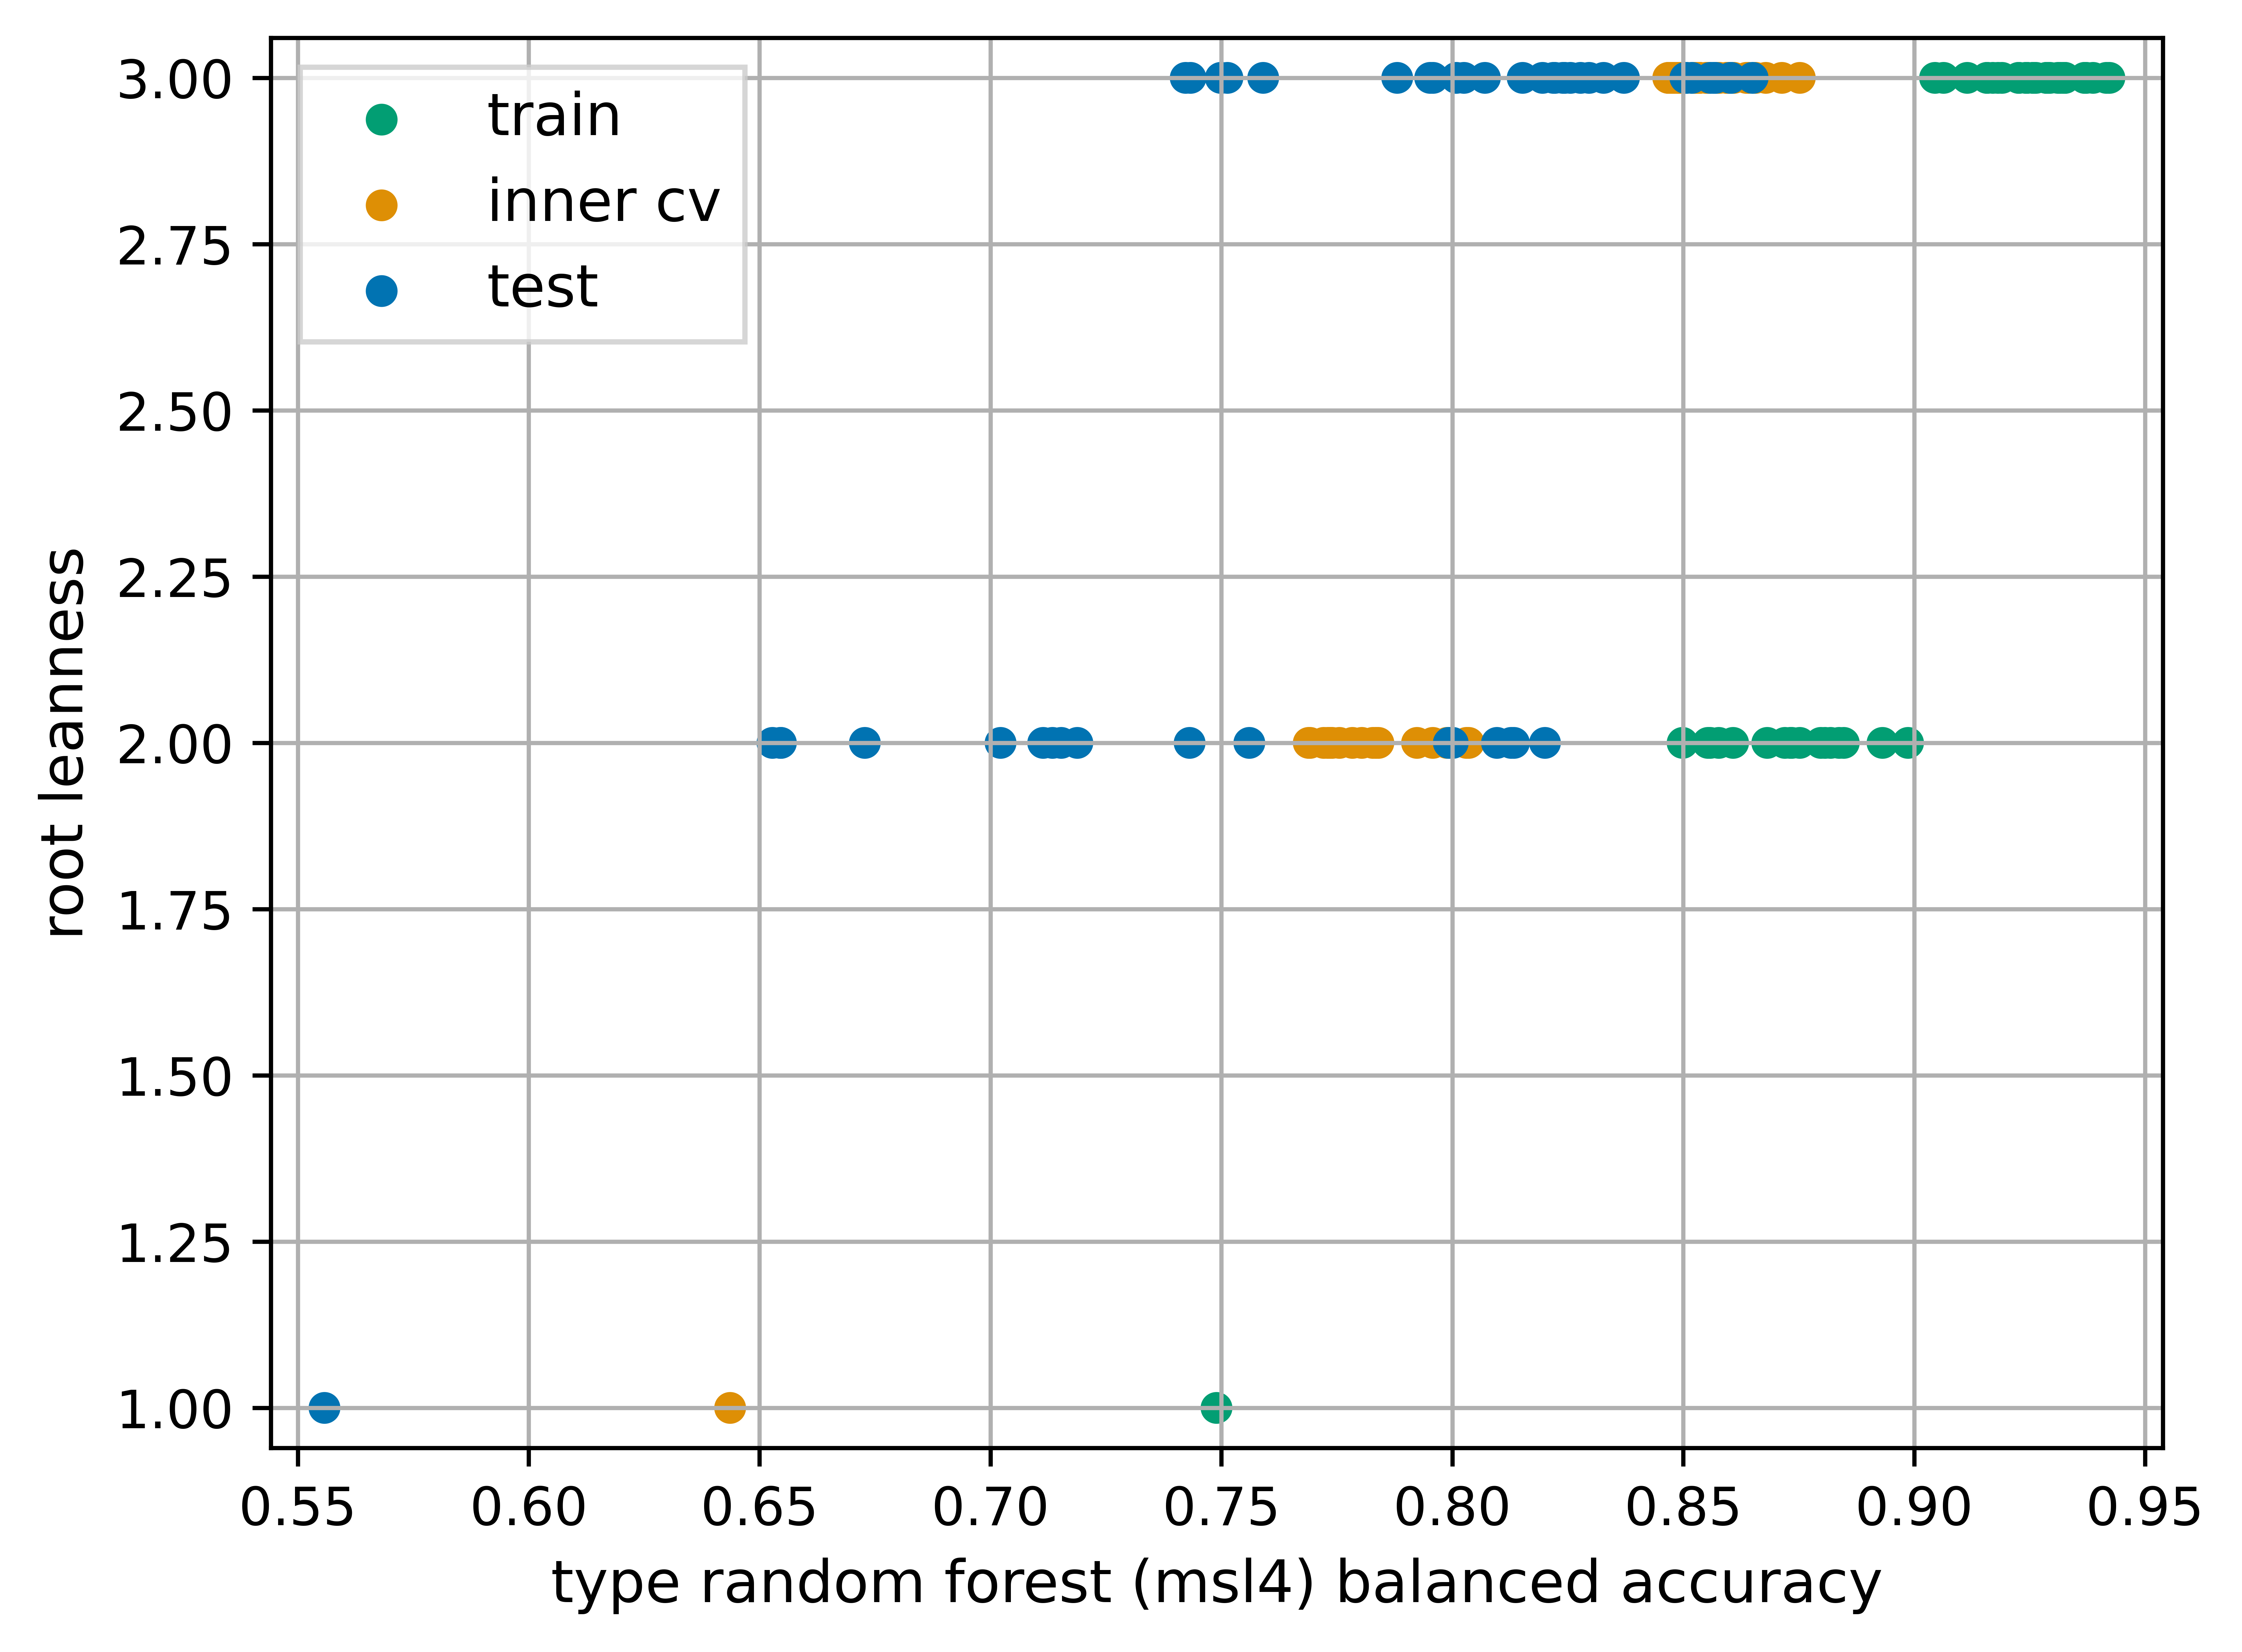 3.00
2.75
2.50
2.25
2.00
1.75
1.50
1.25
1.00
root leanness
train
inner cv
test
0.55 0.60 0.65 0.70 0.75 0.80 0.85 0.90 0.95
type random forest (msl4) balanced accuracy